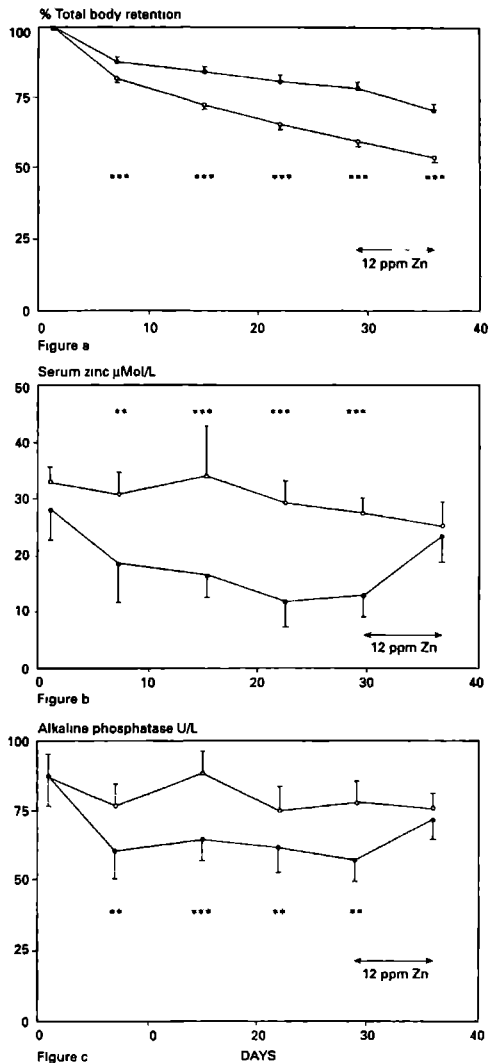 % Total body retention
100
75
50
25
0
*** *** *** *** ***
12 ppm Zn
0 10 20 30 40
Figure a
Serum zinc µMol/L
50
40
30
20
10
0
** *** *** ***
12 ppm Zn
0 10 20 30 40
Figure b
Alkaline phosphatase U/L
100
75
50
25
0
** *** ** **
12 ppm Zn
0 0 20 30 40
Figure c DAYS